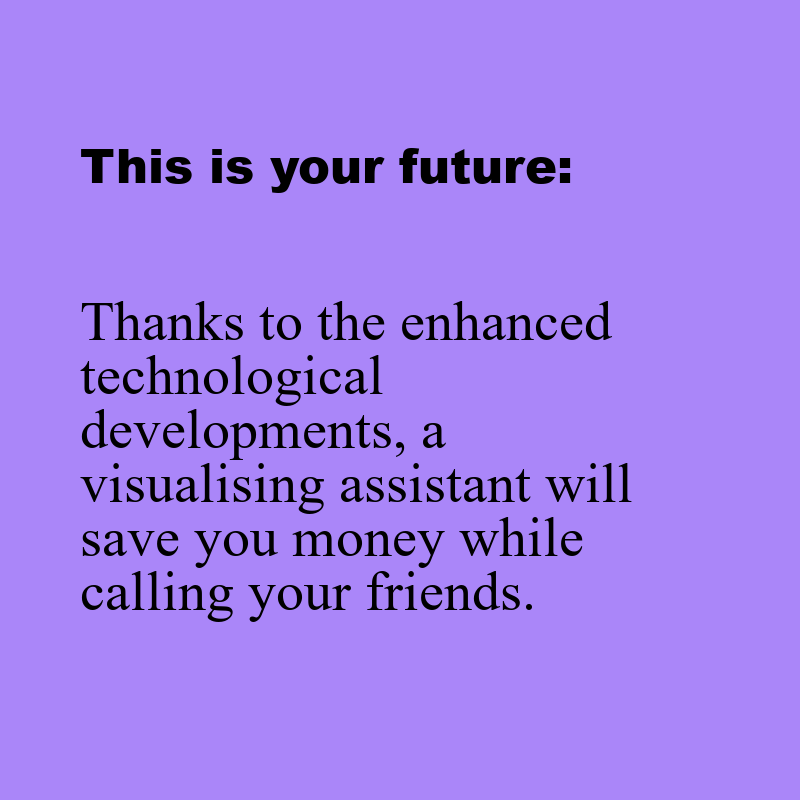 This is your future:
Thanks to the enhanced
technological
developments, a
visualising assistant will
save you money while
calling your friends.